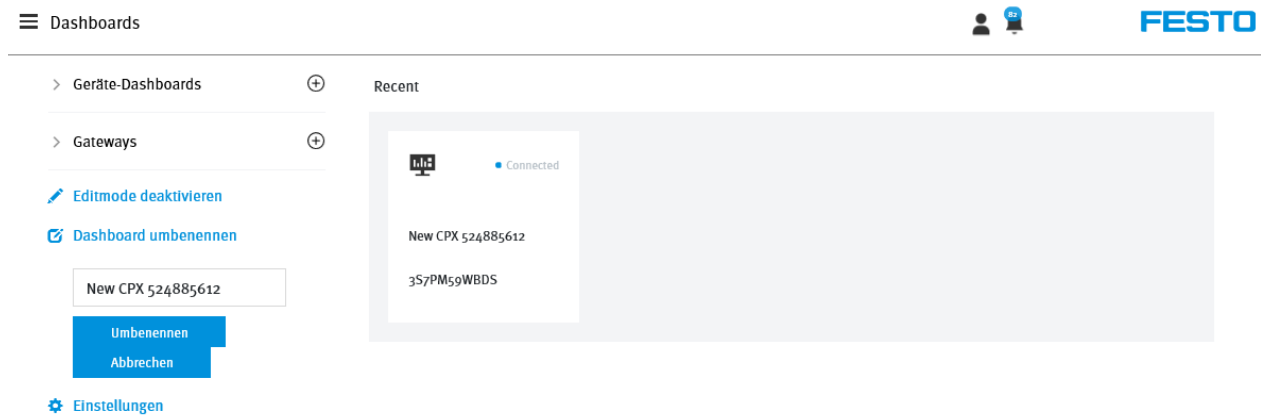 Dashboards
82
FESTO
Geräte-Dashboards
Gateways
Editmode deaktivieren
Dashboard umbenennen
New CPX 524885612
Umbenennen
Abbrechen
Einstellungen
Recent
Connected
New CPX 524885612
3S7PM59WBDS